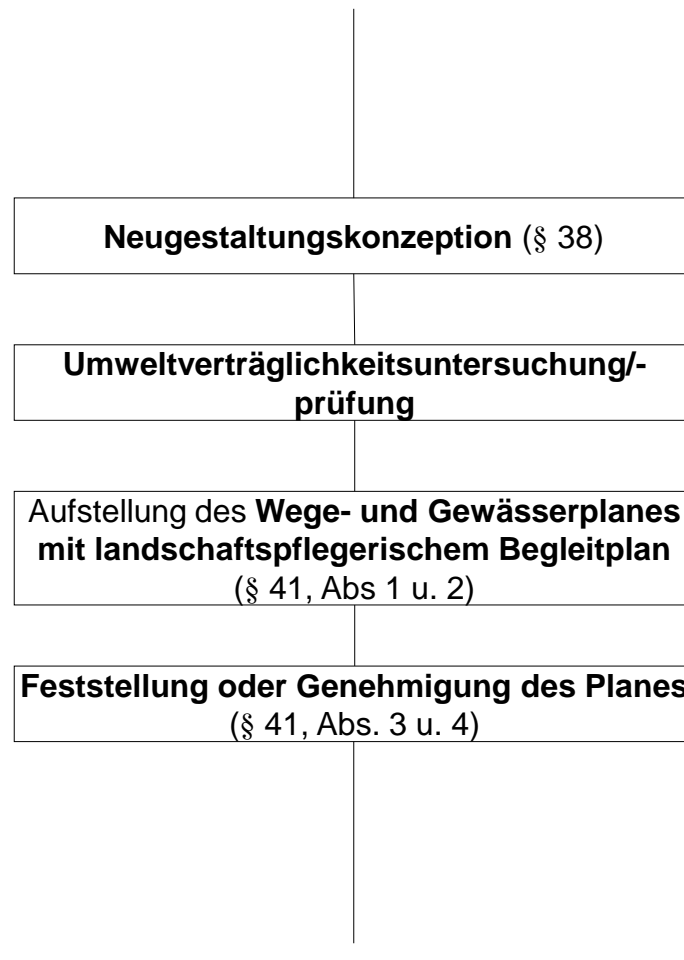 Neugestaltungskonzeption (§ 38)
Umweltverträglichkeitsuntersuchung/-
prüfung
Aufstellung des Wege- und Gewässerplanes
mit landschaftspflegerischem Begleitplan
(§ 41, Abs 1 u. 2)
Feststellung oder Genehmigung des Planes
(§ 41, Abs. 3 u. 4)